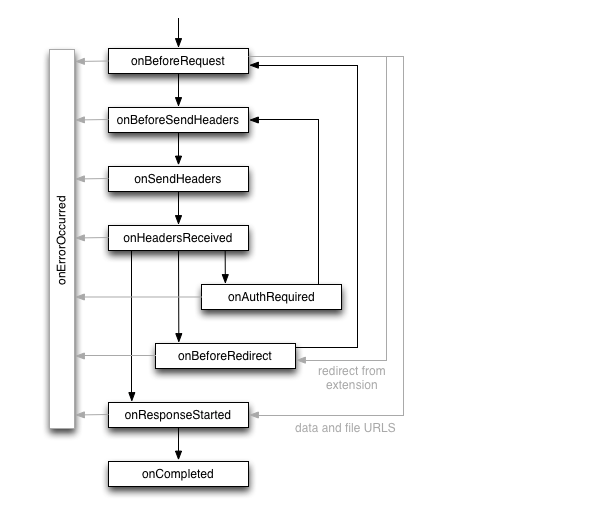 onBeforeRequest
onBeforeSendHeaders
onSendHeaders
onErrorOccurred
onHeadersReceived
onAuthRequired
onBeforeRedirect
redirect from
extension
onResponseStarted
data and file URLS
onCompleted